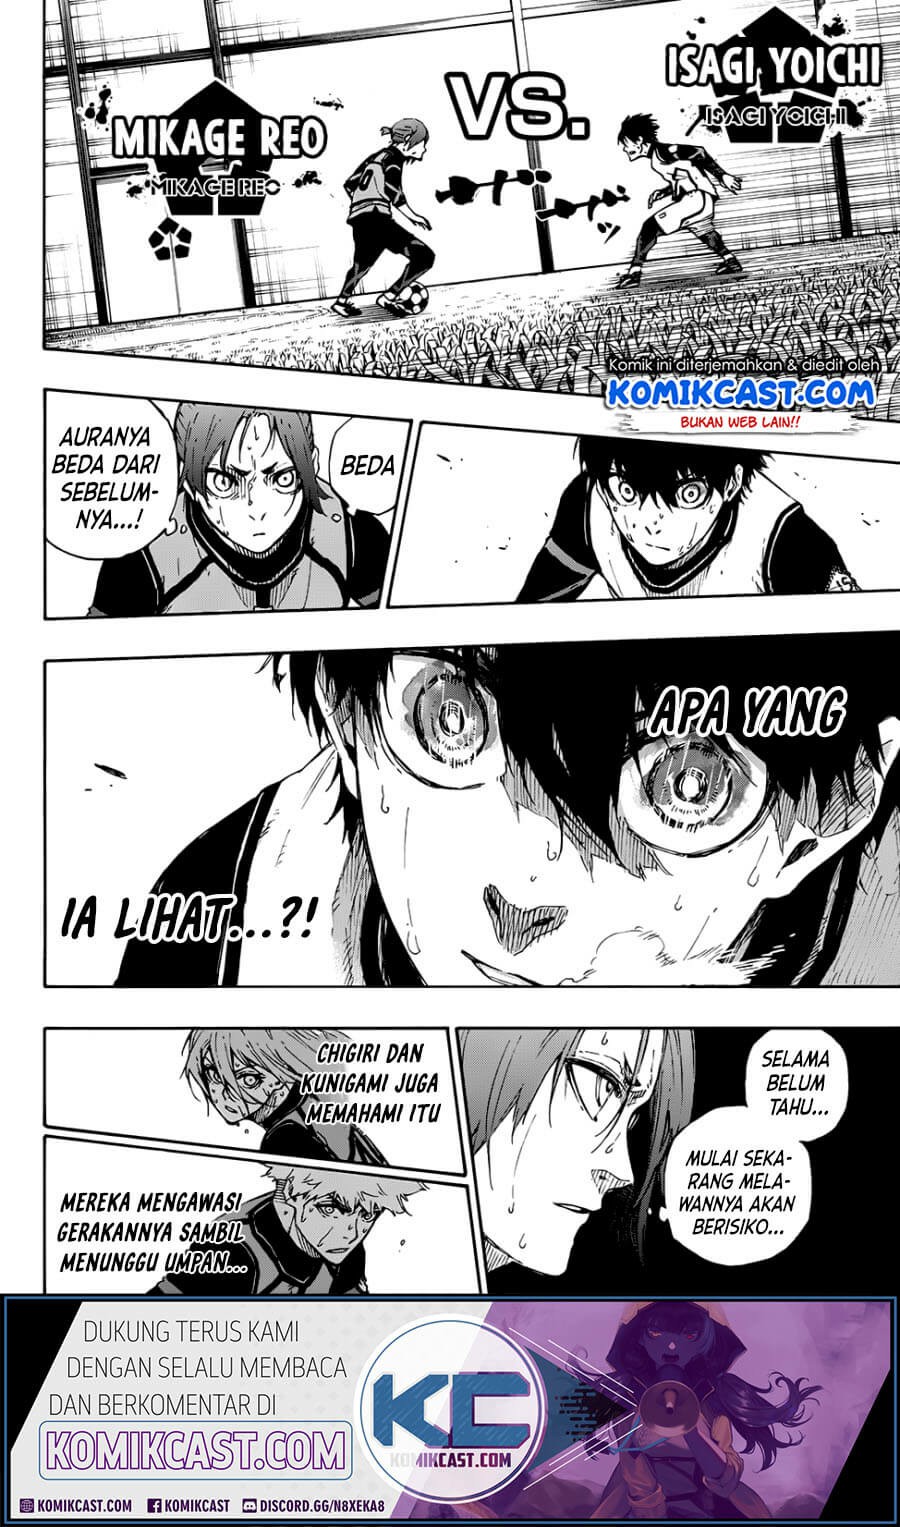 ISAGI YOICHI
ISAGI YOICHI
VS.
MIKAGE REO
MIKAGE REO
Komik ini diterjemahkan & diedit oleh
KOMIKCAST.COM
BUKAN WEB LAIN!!
BEDA
AURANYA
BEDA DARI
SEBELUM-
NYA...!
APA YANG
IA LIHAT...?!
SELAMA
BELUM
TAHU...
MULAI SEKA-
RANG MELA-
WANNYA AKAN
BERISIKO...
CHIGIRI DAN
KUNIGAMI JUGA
MEMAHAMI ITU
MEREKA MENGAWASI
GERAKANNYA SAMBIL
MENUNGGU UMPAN...
DUKUNG TERUS KAMI
DENGAN SELALU MEMBACA
DAN BERKOMENTAR DI
KOMIKCAST.COM
KC
KOMIKCAST.COM
KOMIKCAST.COM
KOMIKCAST
DISCORD.GG/N8XEKA8